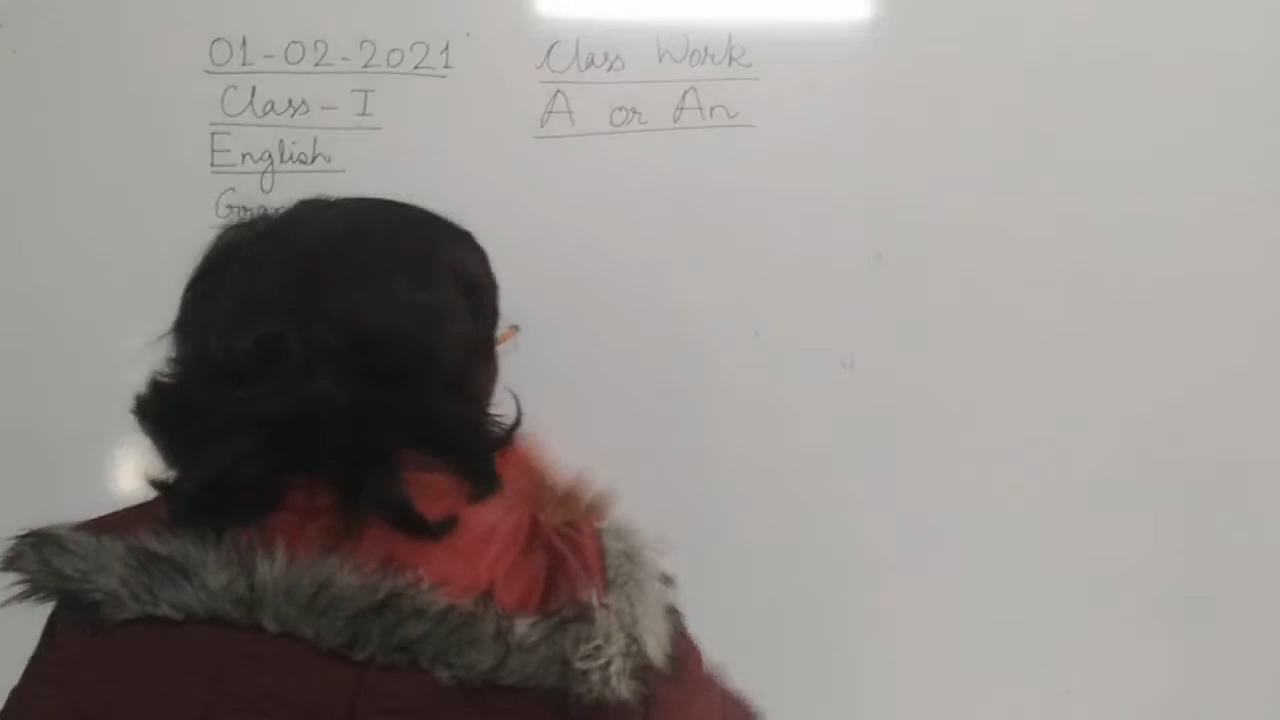 01-02-2021
Class - I
English
Class Work
A or An